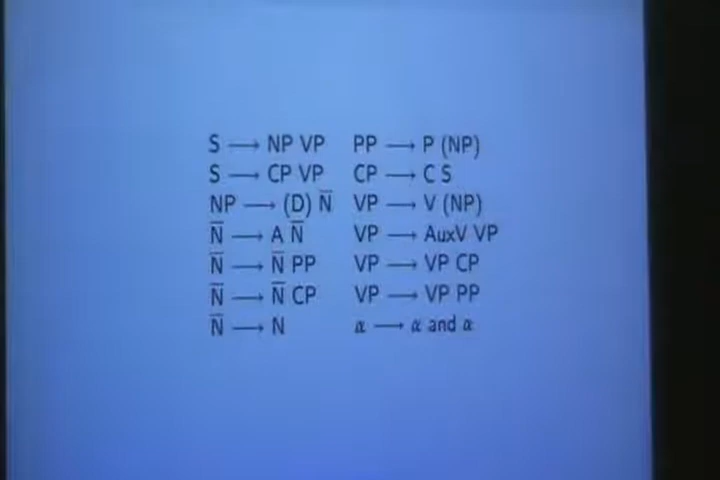 S ⟶ NP VP PP ⟶ P (NP)
S ⟶ CP VP CP ⟶ C S
NP ⟶ (D) N̅ VP ⟶ V (NP)
N̅ ⟶ A N̅ VP ⟶ AuxV VP
N̅ ⟶ N̅ PP VP ⟶ VP CP
N̅ ⟶ N̅ CP VP ⟶ VP PP
N̅ ⟶ N α ⟶ α and α